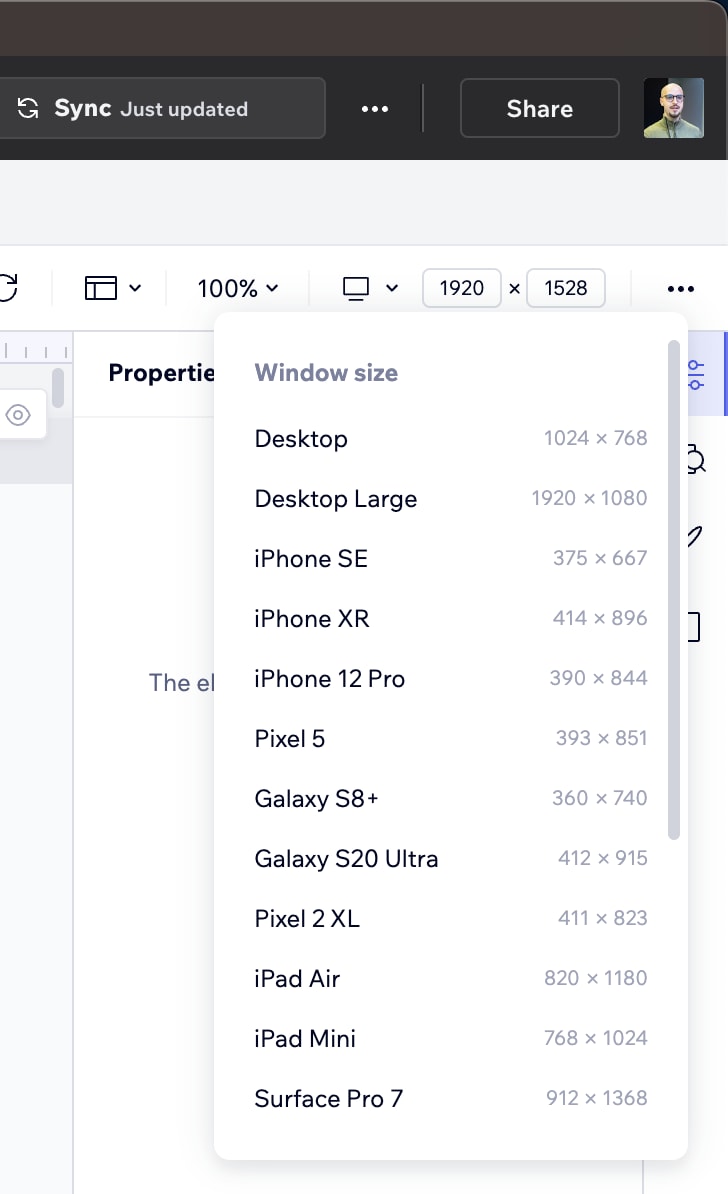 Sync Just updated
...
Share
100%
1920 × 1528
...
Propertie
Window size
Desktop 1024 × 768
Desktop Large 1920 × 1080
iPhone SE 375 × 667
iPhone XR 414 × 896
The el
iPhone 12 Pro 390 × 844
Pixel 5 393 × 851
Galaxy S8+ 360 × 740
Galaxy S20 Ultra 412 × 915
Pixel 2 XL 411 × 823
iPad Air 820 × 1180
iPad Mini 768 × 1024
Surface Pro 7 912 × 1368